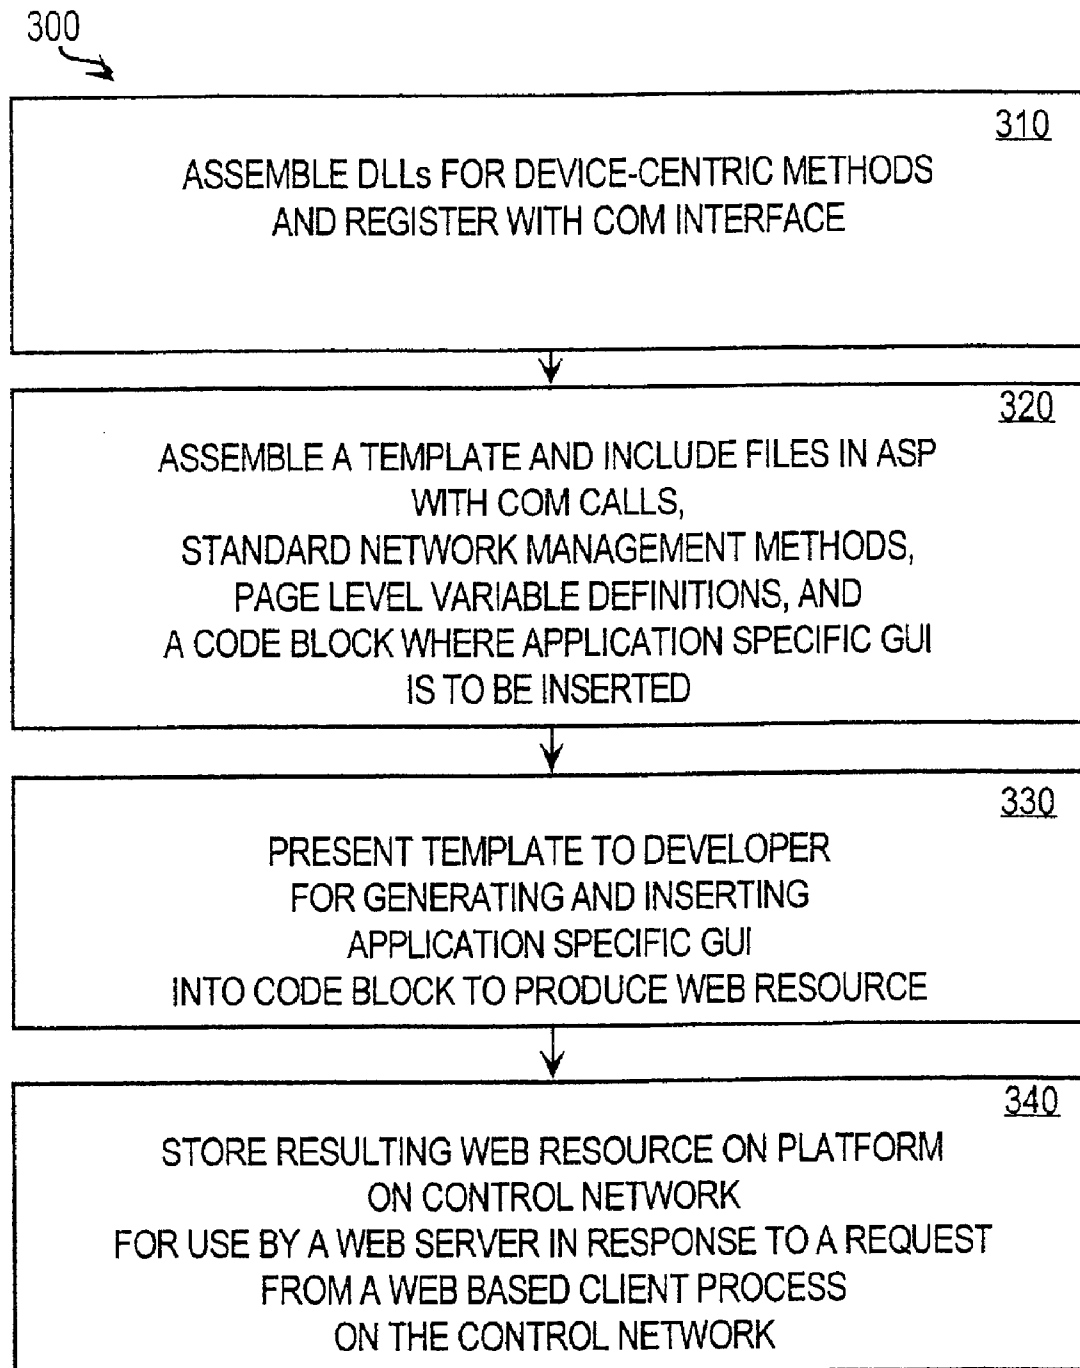 300
310
ASSEMBLE DLLs FOR DEVICE-CENTRIC METHODS
AND REGISTER WITH COM INTERFACE
320
ASSEMBLE A TEMPLATE AND INCLUDE FILES IN ASP
WITH COM CALLS,
STANDARD NETWORK MANAGEMENT METHODS,
PAGE LEVEL VARIABLE DEFINITIONS, AND
A CODE BLOCK WHERE APPLICATION SPECIFIC GUI
IS TO BE INSERTED
330
PRESENT TEMPLATE TO DEVELOPER
FOR GENERATING AND INSERTING
APPLICATION SPECIFIC GUI
INTO CODE BLOCK TO PRODUCE WEB RESOURCE
340
STORE RESULTING WEB RESOURCE ON PLATFORM
ON CONTROL NETWORK
FOR USE BY A WEB SERVER IN RESPONSE TO A REQUEST
FROM A WEB BASED CLIENT PROCESS
ON THE CONTROL NETWORK